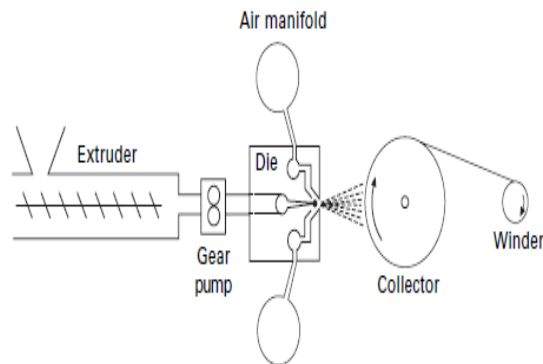 Air manifold
Extruder
Die
Gear
pump
Collector
Winder